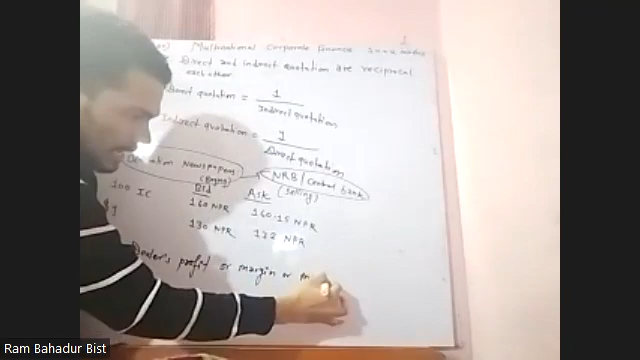 Multinational Corporate Finance
Direct and indirect quotation are reciprocal
each other.
Direct quotation = 1
Indirect quotation
Indirect quotation = 1
Direct quotation
Newspapers
NRB/Central bank
(Buying)
(Selling)
Bid
Ask
100 IC
160 NPR
160.15 NPR
$ 1
130 NPR
NPR
Dealer's profit or margin or
Ram Bahadur Bist